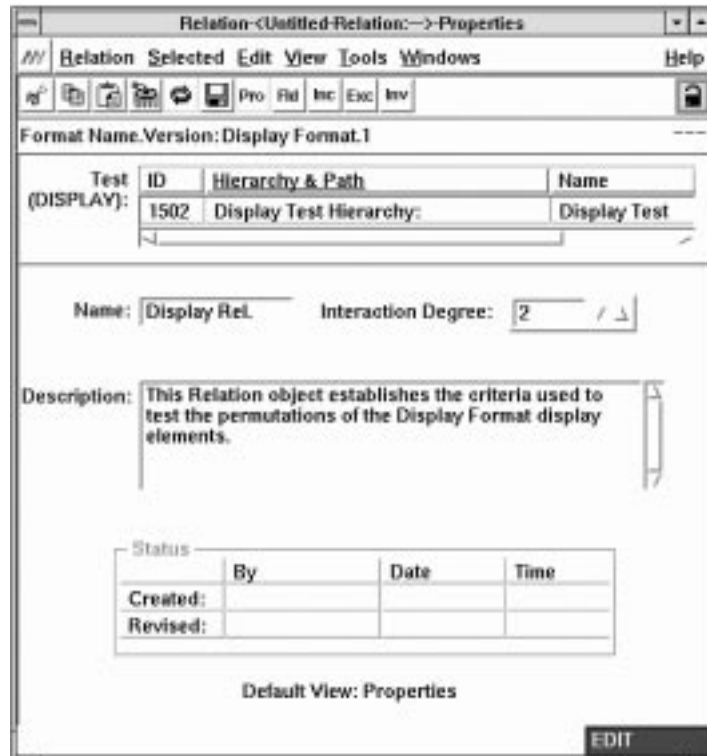 Relation-<Untitled-Relation:-->-Properties
Relation Selected Edit View Tools Windows Help
Pro Fld Inc Exc Inv
Format Name.Version: Display Format.1
Test (DISPLAY):
ID Hierarchy & Path Name
1502 Display Test Hierarchy: Display Test
Name: Display Rel. Interaction Degree: 2
Description: This Relation object establishes the criteria used to
test the permutations of the Display Format display
elements.
Status
By Date Time
Created:
Revised:
Default View: Properties
EDIT